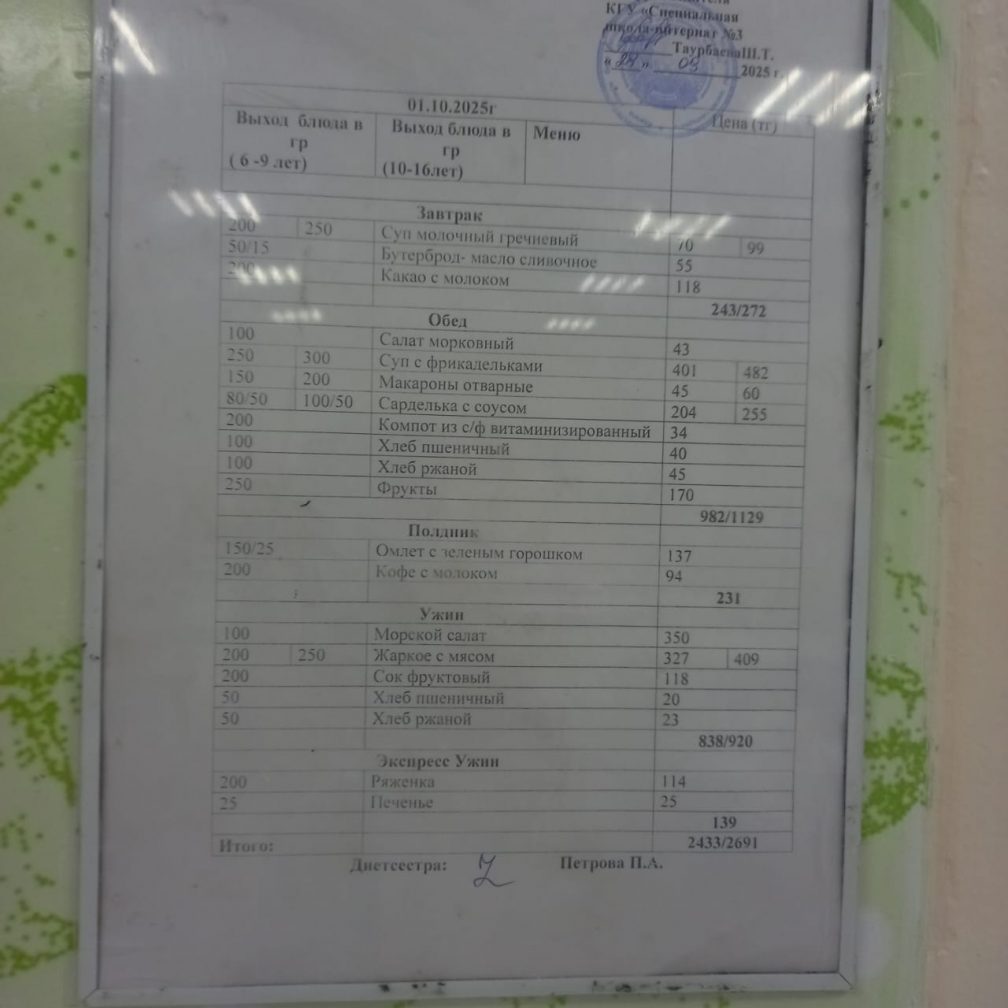 КГУ «Специальная
школа-интернат №3
Таурбаева Ш.Т.
2025 г.
01.10.2025г
Выход блюда в гр ( 6 -9 лет) Выход блюда в гр (10-16лет) Меню Цена (тг)
Завтрак
200 250 Суп молочный гречневый 70 99
50/15 Бутерброд- масло сливочное 55
200 Какао с молоком 118
243/272
Обед
100 Салат морковный 43
250 300 Суп с фрикадельками 401 482
150 200 Макароны отварные 45 60
80/50 100/50 Сарделька с соусом 204 255
200 Компот из с/ф витаминизированный 34
100 Хлеб пшеничный 40
100 Хлеб ржаной 45
250 Фрукты 170
982/1129
Полдник
150/25 Омлет с зеленым горошком 137
200 Кофе с молоком 94
231
Ужин
100 Морской салат 350
200 250 Жаркое с мясом 327 409
200 Сок фруктовый 118
50 Хлеб пшеничный 20
50 Хлеб ржаной 23
838/920
Экспресс Ужин
200 Ряженка 114
25 Печенье 25
139
Итого: 2433/2691
Диетсестра: Петрова П.А.